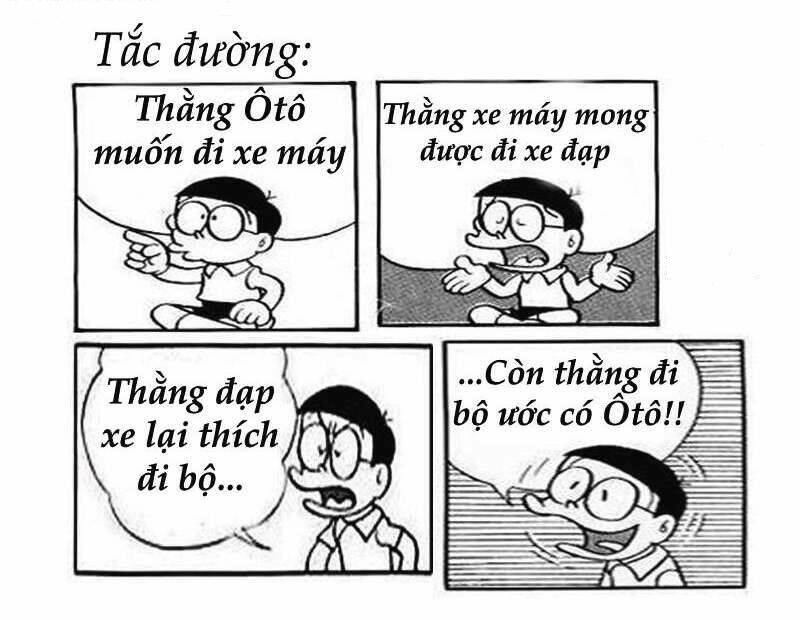 Tắc đường:
Thằng Ôtô
muốn đi xe máy
Thằng xe máy mong
được đi xe đạp
Thằng đạp
xe lại thích
đi bộ...
...Còn thằng đi
bộ ước có Ôtô!!